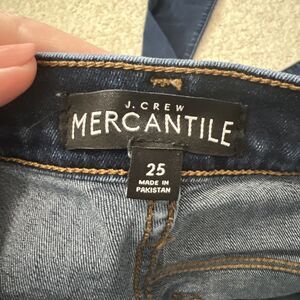 J.CREW
MERCANTILE
25
MADE IN
PAKISTAN